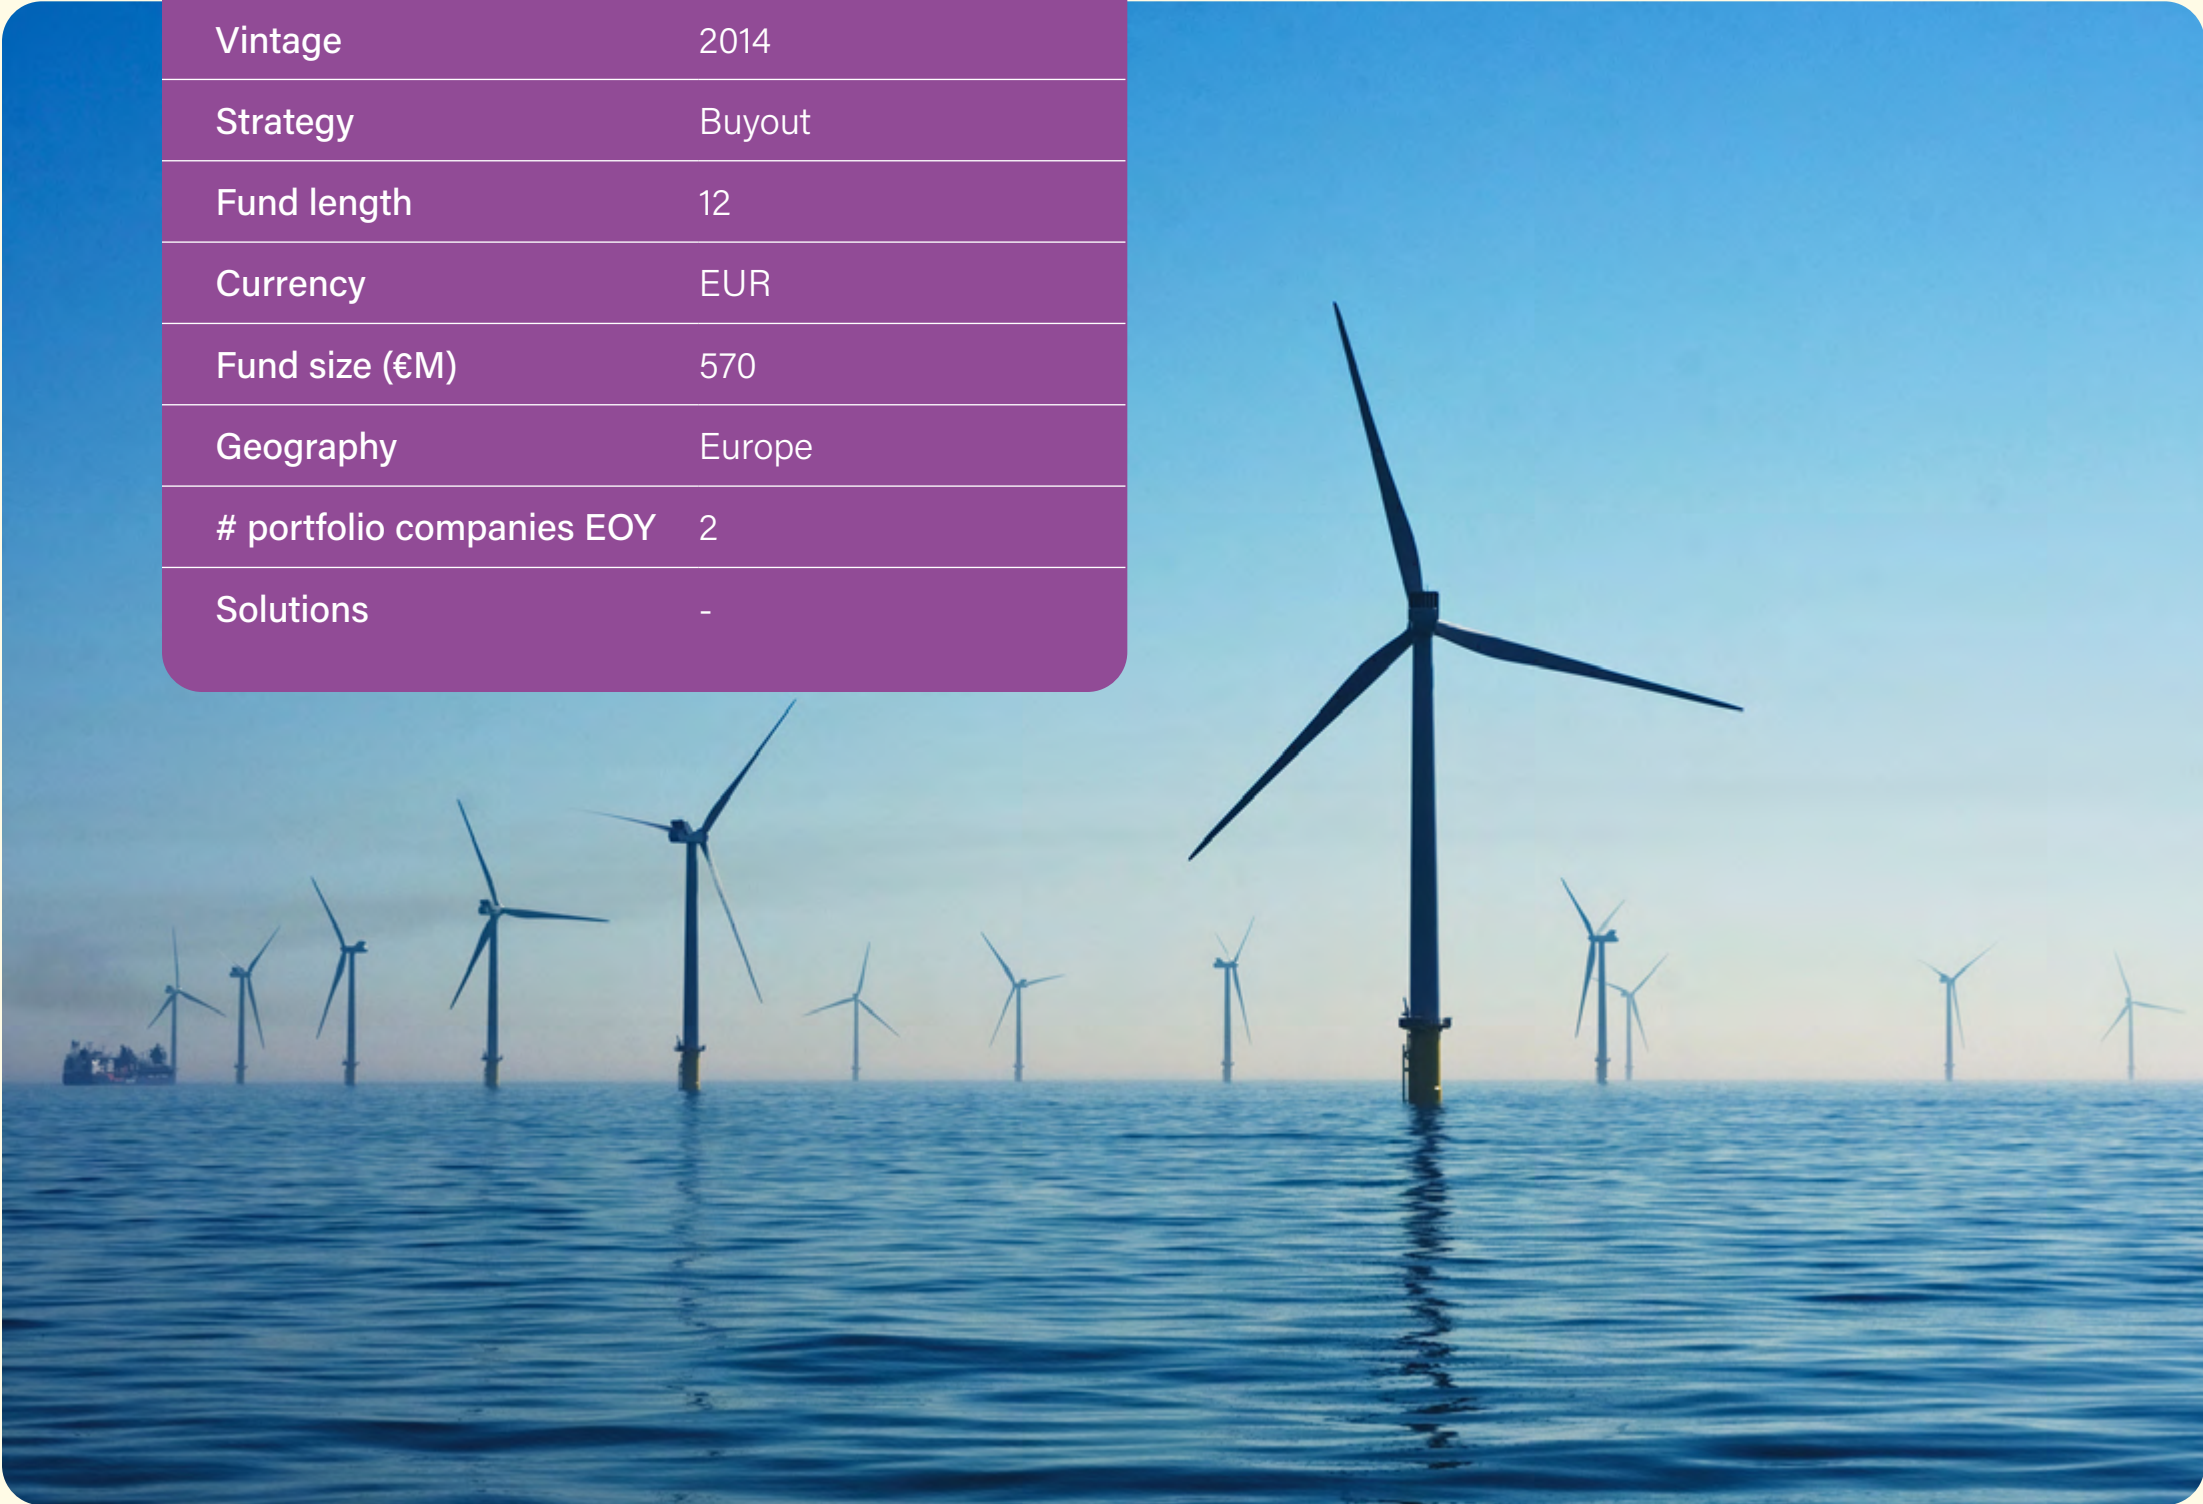 Vintage 2014
Strategy Buyout
Fund length 12
Currency EUR
Fund size (€M) 570
Geography Europe
# portfolio companies EOY 2
Solutions -